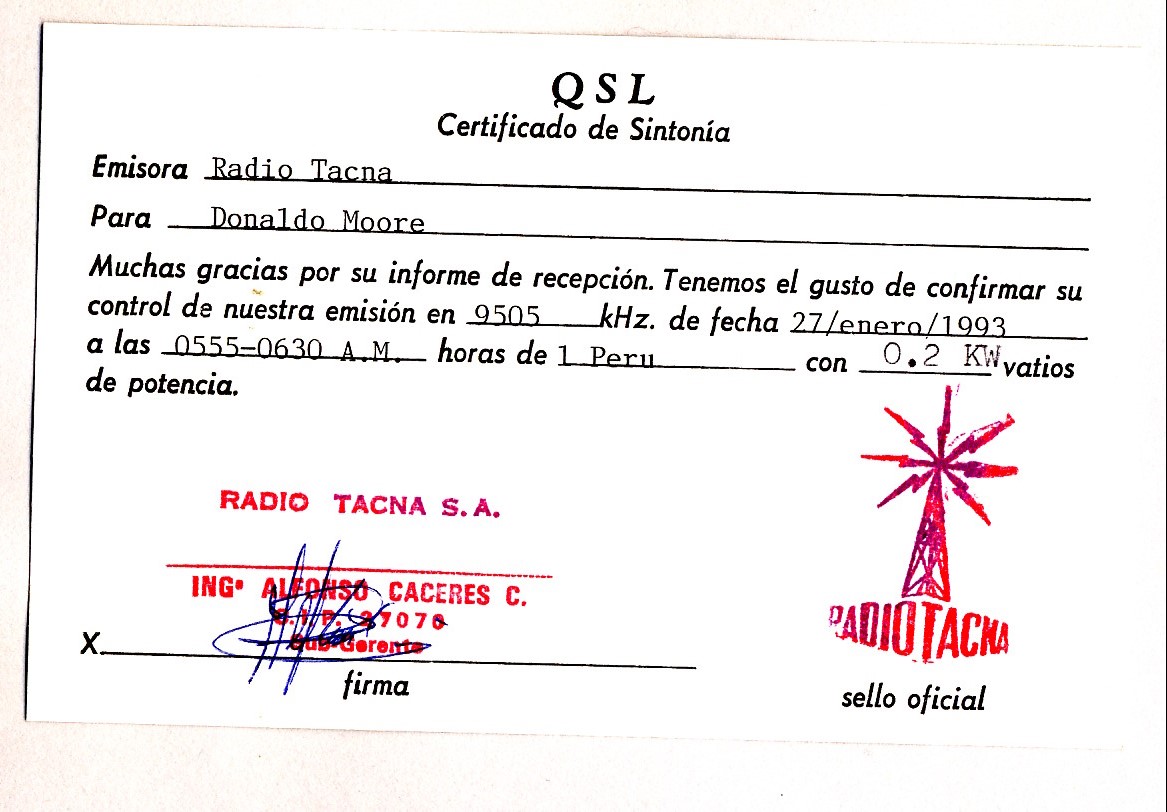 QSL
Certificado de Sintonía
Emisora Radio Tacna
Para Donaldo Moore
Muchas gracias por su informe de recepción. Tenemos el gusto de confirmar su
control de nuestra emisión en 9505 kHz. de fecha 27/enero/1993
a las 0555-0630 A.M. horas de l Peru con 0.2 KW vatios
de potencia.
RADIO TACNA S.A.
INGº ALFONSO CACERES C.
C.I.P. 27070
Sub-Gerente
X
firma
RADIO TACNA
sello oficial